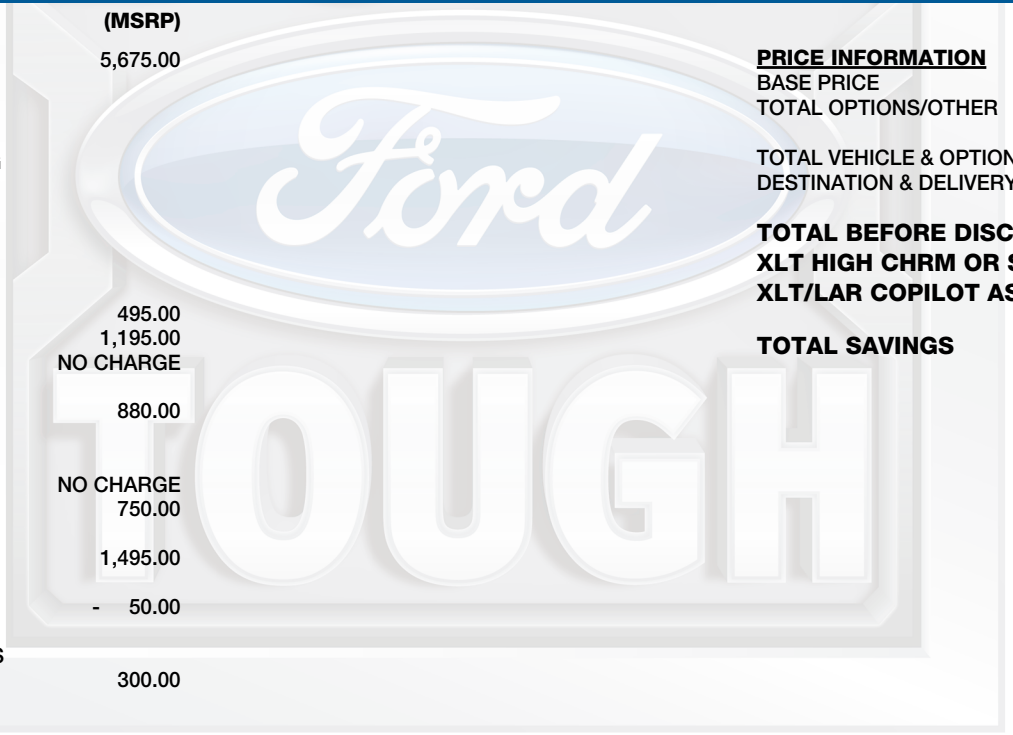 (MSRP)
5,675.00
495.00
1,195.00
NO CHARGE
880.00
NO CHARGE
750.00
1,495.00
- 50.00
S
300.00
Ford
TOUGH
PRICE INFORMATION
BASE PRICE
TOTAL OPTIONS/OTHER
TOTAL VEHICLE & OPTION
DESTINATION & DELIVERY
TOTAL BEFORE DISC
XLT HIGH CHRM OR S
XLT/LAR COPILOT AS
TOTAL SAVINGS